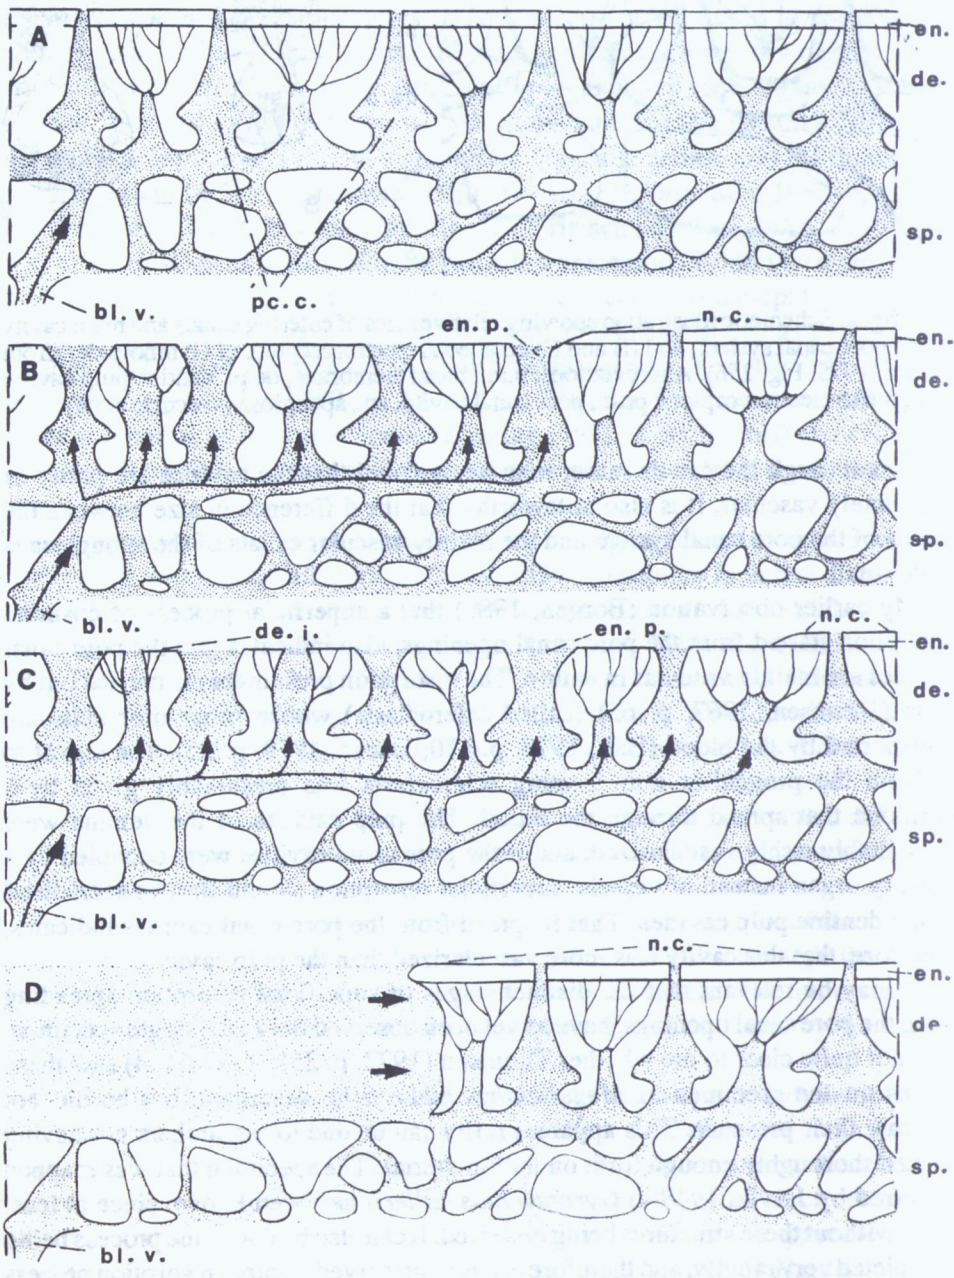 A
en.
de.
sp.
bl. v.
pc. c.
en. p.
n. c.
B
en.
de.
sp.
bl. v.
de. i.
en. i.
n. c.
C
en.
de.
sp.
bl. v.
n. c.
D
en.
de
sp.
bl. v.